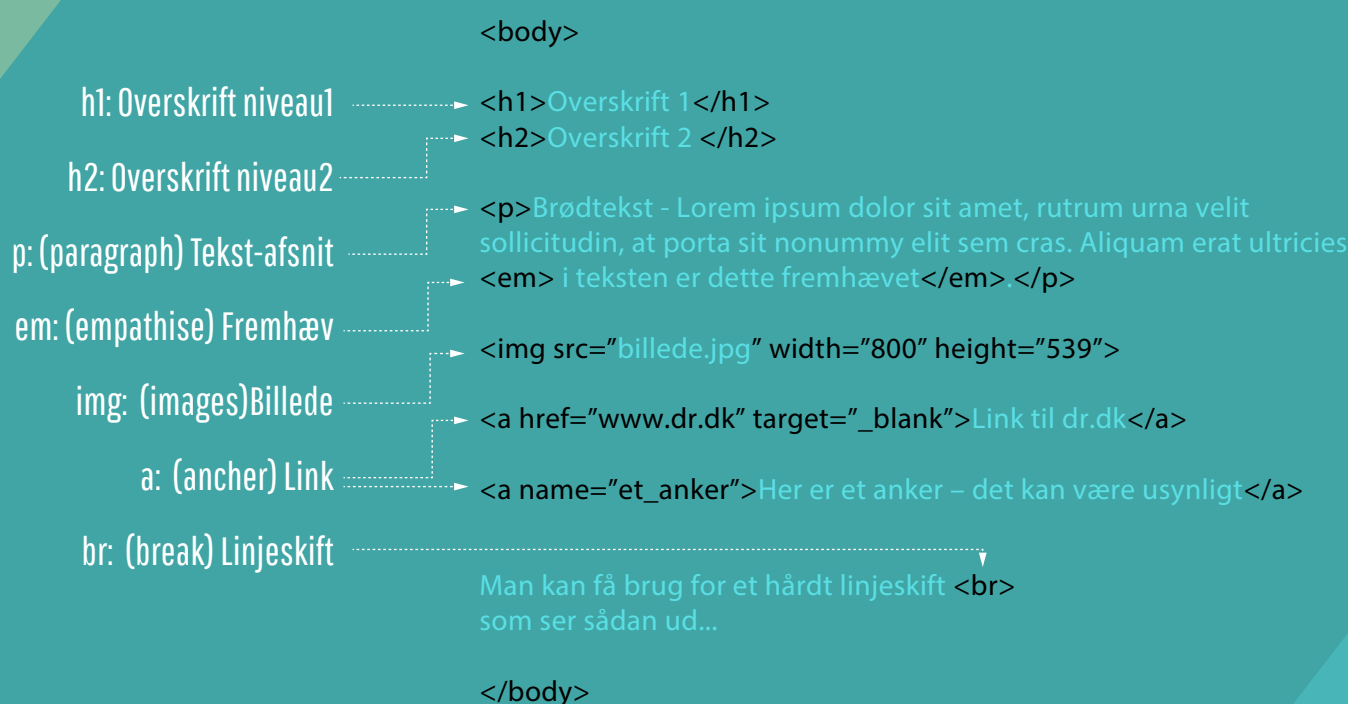 <body>
h1: Overskrift niveau1
<h1>Overskrift 1</h1>
<h2>Overskrift 2 </h2>
h2: Overskrift niveau2
<p>Brødtekst - Lorem ipsum dolor sit amet, rutrum urna velit
p: (paragraph) Tekst-afsnit
sollicitudin, at porta sit nonummy elit sem cras. Aliquam erat ultricies
<em> i teksten er dette fremhævet</em>.</p>
em: (empathise) Fremhæv
<img src=”billede.jpg” width=”800” height=”539”>
img: (images)Billede
<a href=”www.dr.dk” target=”_blank”>Link til dr.dk</a>
a: (ancher) Link
<a name=”et_anker”>Her er et anker – det kan være usynligt</a>
br: (break) Linjeskift
Man kan få brug for et hårdt linjeskift <br>
som ser sådan ud...
</body>